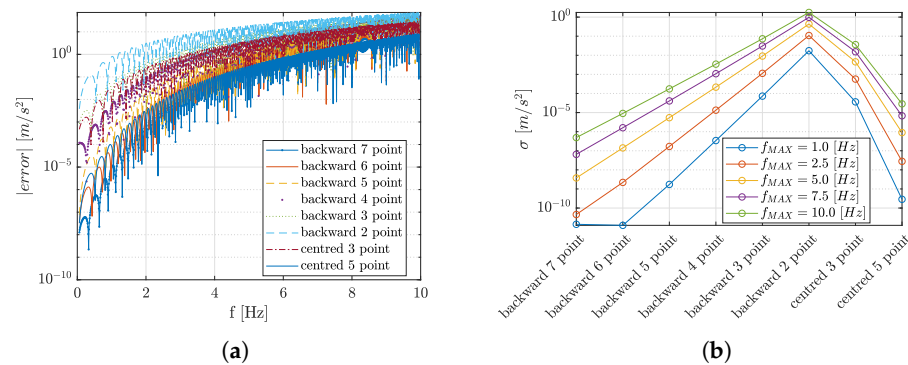 10^0
10^-5
10^-10
|error| [m/s^2]
0
2
4
6
8
10
f [Hz]
backward 7 point
backward 6 point
backward 5 point
backward 4 point
backward 3 point
backward 2 point
centred 3 point
centred 5 point
(a)
10^0
10^-5
10^-10
σ [m/s^2]
f_MAX = 1.0 [Hz]
f_MAX = 2.5 [Hz]
f_MAX = 5.0 [Hz]
f_MAX = 7.5 [Hz]
f_MAX = 10.0 [Hz]
backward 7 point
backward 6 point
backward 5 point
backward 4 point
backward 3 point
backward 2 point
centred 3 point
centred 5 point
(b)